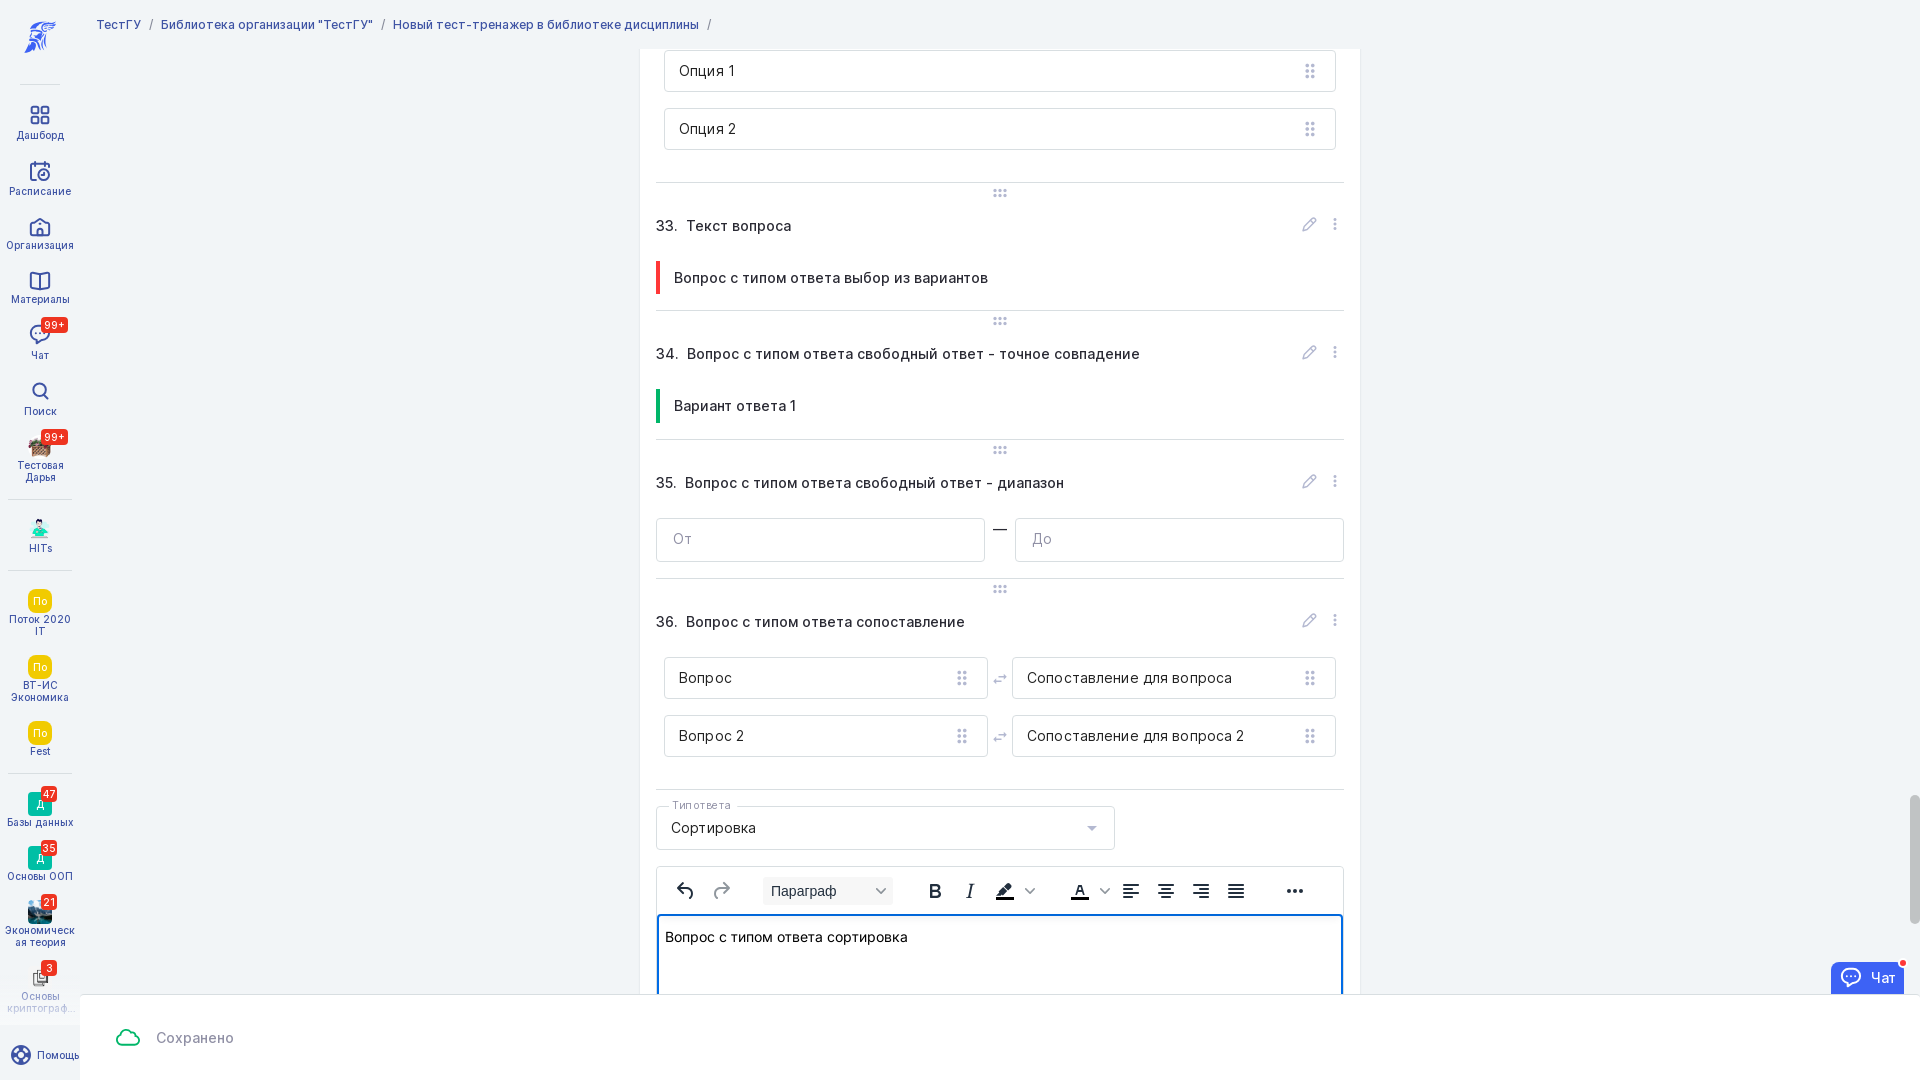 ТестГУ / Библиотека организации "ТестГУ" / Новый тест-тренажер в библиотеке дисциплины /
Дашборд
Расписание
Организация
Материалы
99+
Чат
Поиск
99+
Тестовая
Дарья
HITs
По
Поток 2020
IT
По
ВТ-ИС
Экономика
По
Fest
47
Д
Базы данных
35
Д
Основы ООП
21
Экономическ
ая теория
3
Основы
криптограф...
Помощь
Опция 1
Опция 2
33. Текст вопроса
Вопрос с типом ответа выбор из вариантов
34. Вопрос с типом ответа свободный ответ - точное совпадение
Вариант ответа 1
35. Вопрос с типом ответа свободный ответ - диапазон
От — До
36. Вопрос с типом ответа сопоставление
Вопрос Сопоставление для вопроса
Вопрос 2 Сопоставление для вопроса 2
Тип ответа
Сортировка
Параграф B I A
Вопрос с типом ответа сортировка
Чат
Сохранено